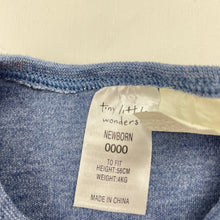 tiny little
wonders
NEWBORN
0000
TO FIT
HEIGHT:56CM
WEIGHT:4KG
MADE IN CHINA